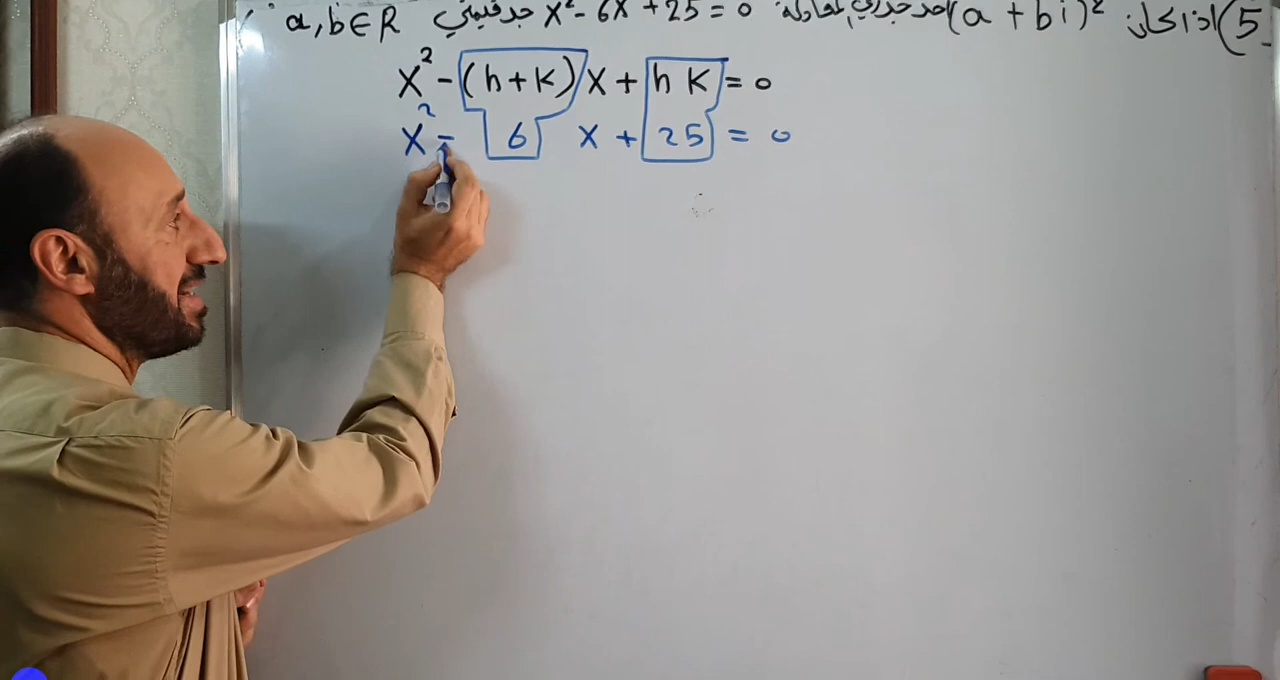 5) اذا كان (a + bi)² احد جذري المعادلة x² - 6x + 25 = 0 جد قيمتي a, b ∈ R
x² - (h + k) x + h k = 0
x² - 6 x + 25 = 0